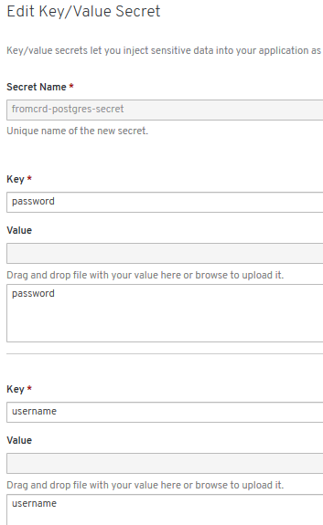 Edit Key/Value Secret
Key/value secrets let you inject sensitive data into your application as
Secret Name *
fromcrd-postgres-secret
Unique name of the new secret.
Key *
password
Value
Drag and drop file with your value here or browse to upload it.
password
Key *
username
Value
Drag and drop file with your value here or browse to upload it.
username